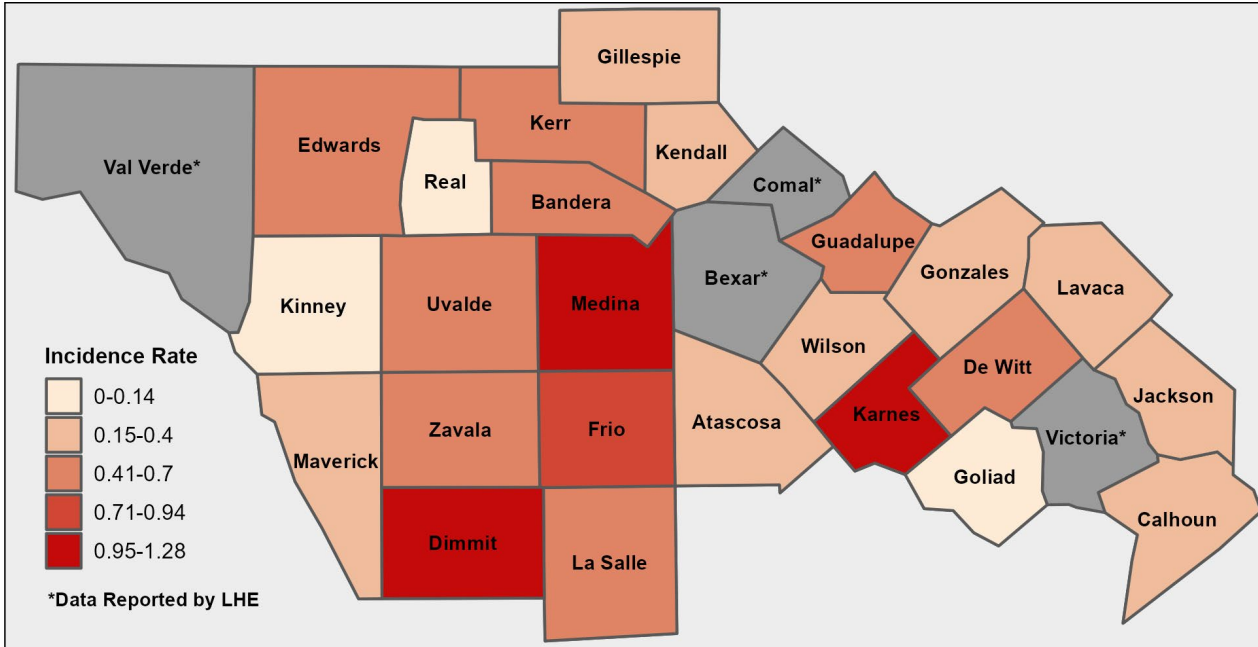 Gillespie
Kerr
Edwards
Kendall
Val Verde*
Real
Comal*
Bandera
Guadalupe
Gonzales
Bexar*
Lavaca
Kinney
Uvalde
Medina
Wilson
De Witt
Jackson
Karnes
Atascosa
Zavala
Frio
Victoria*
Maverick
Goliad
Calhoun
Dimmit
La Salle
Incidence Rate
0-0.14
0.15-0.4
0.41-0.7
0.71-0.94
0.95-1.28
*Data Reported by LHE